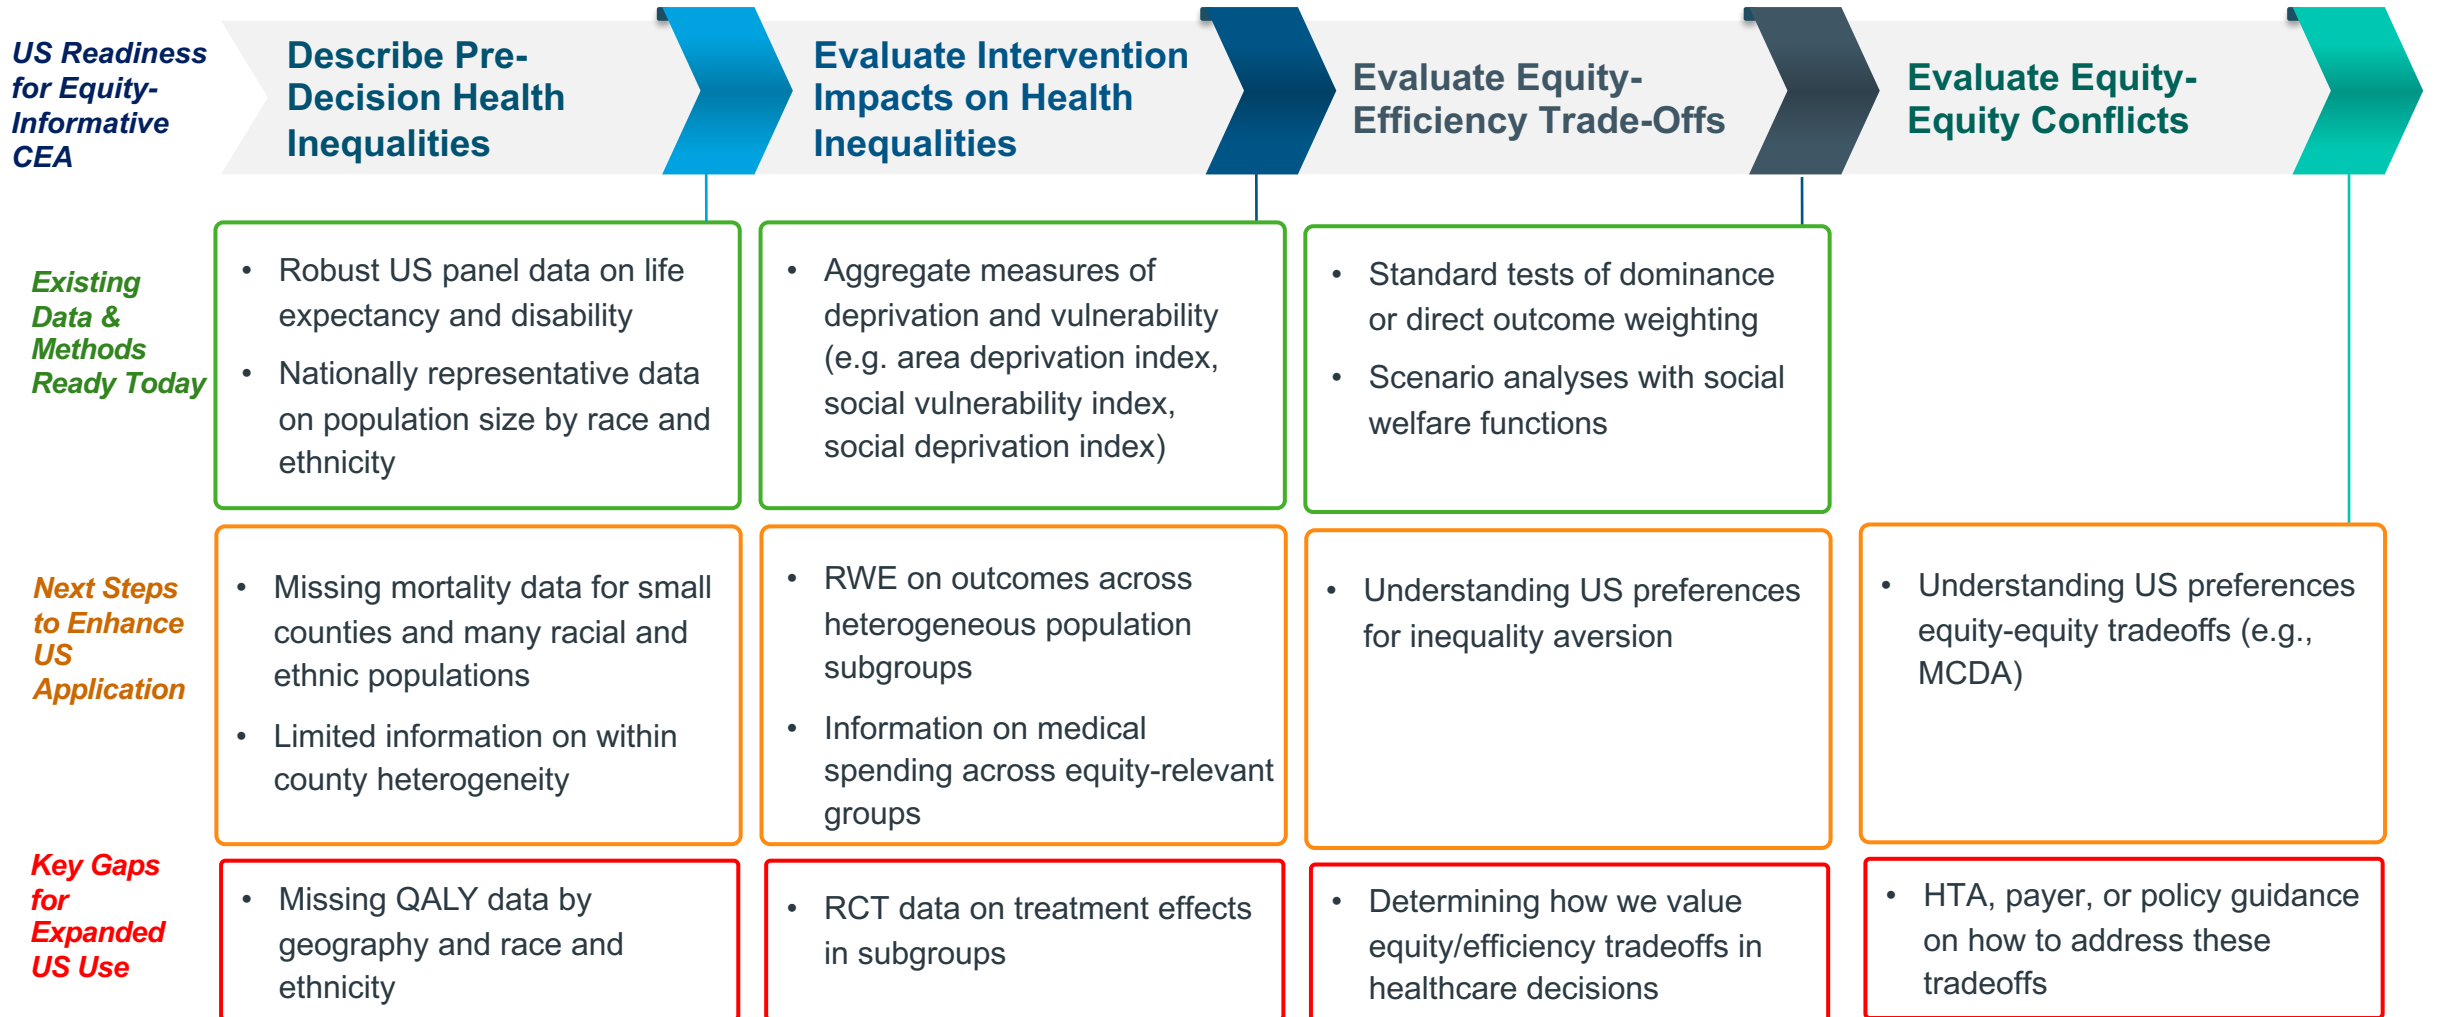 US Readiness
for Equity-
Informative
CEA
Describe Pre-
Decision Health
Inequalities
Evaluate Intervention
Impacts on Health
Inequalities
Evaluate Equity-
Efficiency Trade-Offs
Evaluate Equity-
Equity Conflicts
Existing
Data &
Methods
Ready Today
• Robust US panel data on life
expectancy and disability
• Nationally representative data
on population size by race and
ethnicity
• Aggregate measures of
deprivation and vulnerability
(e.g. area deprivation index,
social vulnerability index,
social deprivation index)
• Standard tests of dominance
or direct outcome weighting
• Scenario analyses with social
welfare functions
Next Steps
to Enhance
US
Application
• Missing mortality data for small
counties and many racial and
ethnic populations
• Limited information on within
county heterogeneity
• RWE on outcomes across
heterogeneous population
subgroups
• Information on medical
spending across equity-relevant
groups
• Understanding US preferences
for inequality aversion
• Understanding US preferences
equity-equity tradeoffs (e.g.,
MCDA)
Key Gaps
for
Expanded
US Use
• Missing QALY data by
geography and race and
ethnicity
• RCT data on treatment effects
in subgroups
• Determining how we value
equity/efficiency tradeoffs in
healthcare decisions
• HTA, payer, or policy guidance
on how to address these
tradeoffs